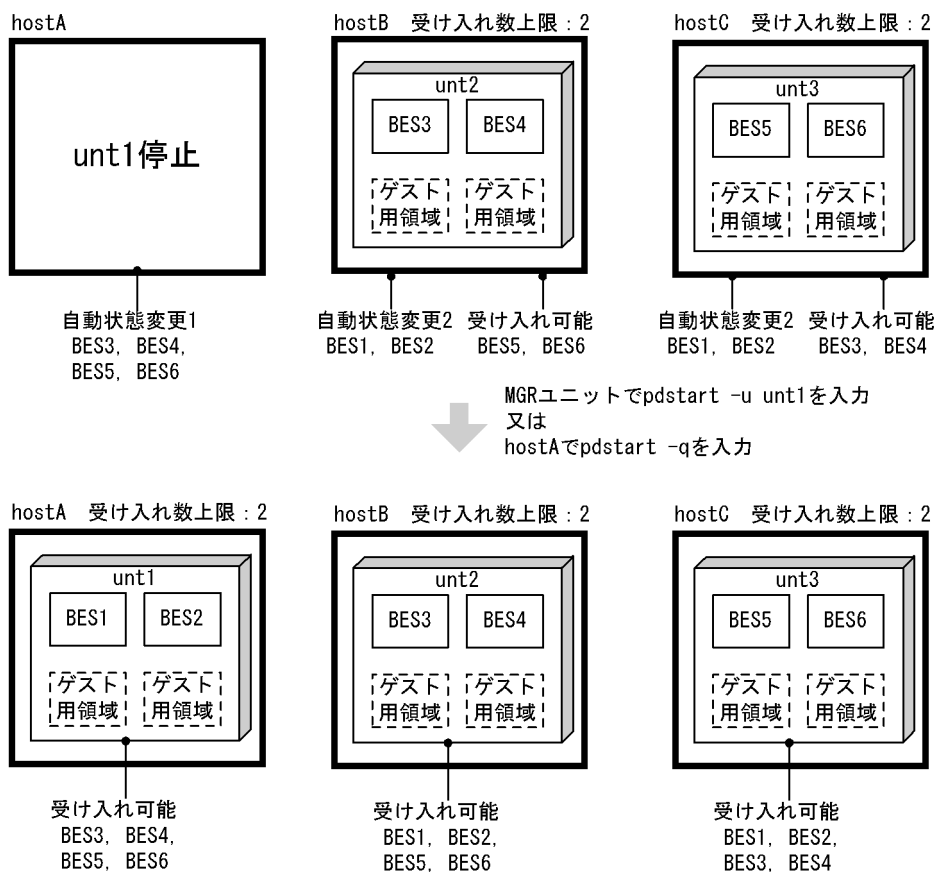 hostA
unt1停止
自動状態変更1
BES3, BES4,
BES5, BES6
hostB 受け入れ数上限:2
unt2
BES3 BES4
ゲスト ゲスト
用領域 用領域
自動状態変更2 受け入れ可能
BES1, BES2 BES5, BES6
hostC 受け入れ数上限:2
unt3
BES5 BES6
ゲスト ゲスト
用領域 用領域
自動状態変更2 受け入れ可能
BES1, BES2 BES3, BES4
MGRユニットでpdstart -u unt1を入力
又は
hostAでpdstart -qを入力
hostA 受け入れ数上限:2
unt1
BES1 BES2
ゲスト ゲスト
用領域 用領域
受け入れ可能
BES3, BES4,
BES5, BES6
hostB 受け入れ数上限:2
unt2
BES3 BES4
ゲスト ゲスト
用領域 用領域
受け入れ可能
BES1, BES2,
BES5, BES6
hostC 受け入れ数上限:2
unt3
BES5 BES6
ゲスト ゲスト
用領域 用領域
受け入れ可能
BES1, BES2,
BES3, BES4